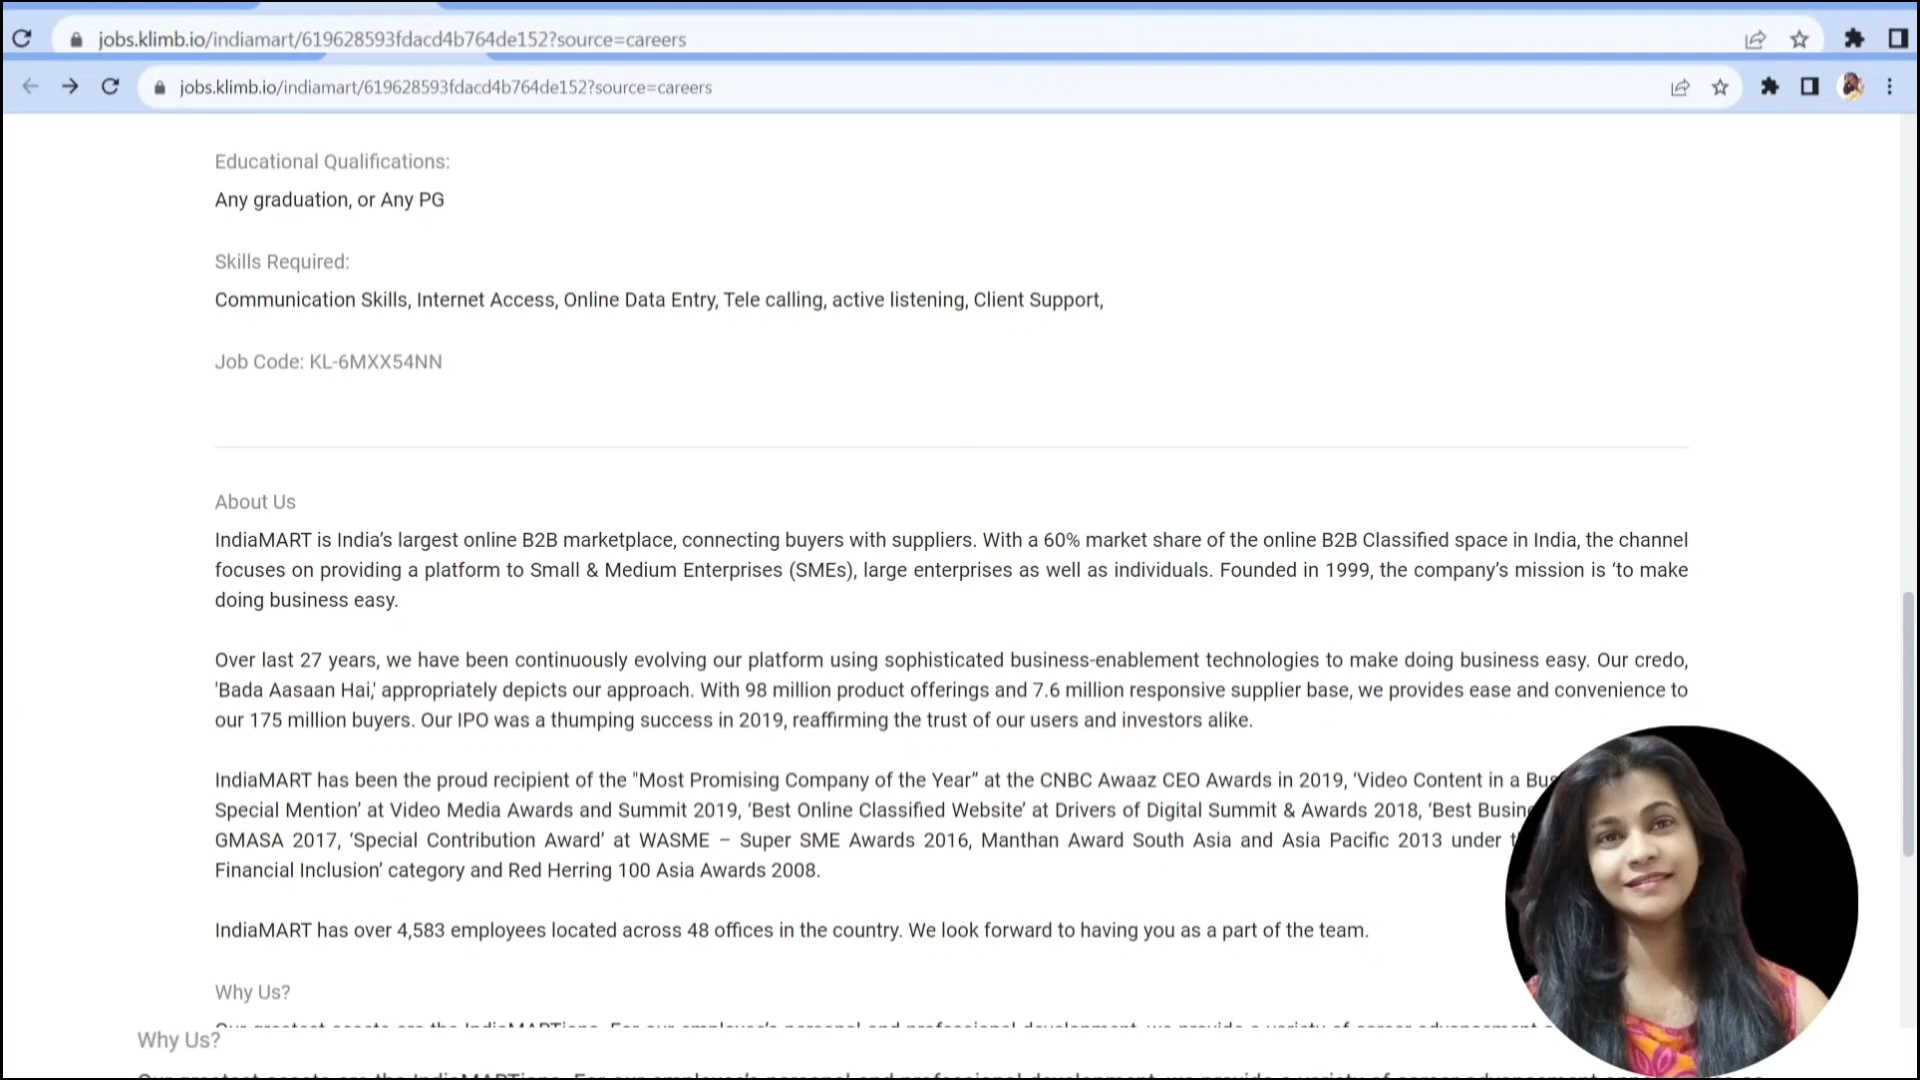 jobs.klimb.io/indiamart/619628593fdacd4b764de152?source=careers
jobs.klimb.io/indiamart/619628593fdacd4b764de152?source=careers
Educational Qualifications:
Any graduation, or Any PG
Skills Required:
Communication Skills, Internet Access, Online Data Entry, Tele calling, active listening, Client Support,
Job Code: KL-6MXX54NN
About Us
IndiaMART is India’s largest online B2B marketplace, connecting buyers with suppliers. With a 60% market share of the online B2B Classified space in India, the channel
focuses on providing a platform to Small & Medium Enterprises (SMEs), large enterprises as well as individuals. Founded in 1999, the company’s mission is ‘to make
doing business easy.
Over last 27 years, we have been continuously evolving our platform using sophisticated business-enablement technologies to make doing business easy. Our credo,
'Bada Aasaan Hai,' appropriately depicts our approach. With 98 million product offerings and 7.6 million responsive supplier base, we provides ease and convenience to
our 175 million buyers. Our IPO was a thumping success in 2019, reaffirming the trust of our users and investors alike.
IndiaMART has been the proud recipient of the "Most Promising Company of the Year” at the CNBC Awaaz CEO Awards in 2019, ‘Video Content in a Bus
Special Mention’ at Video Media Awards and Summit 2019, ‘Best Online Classified Website’ at Drivers of Digital Summit & Awards 2018, ‘Best Busin
GMASA 2017, ‘Special Contribution Award’ at WASME – Super SME Awards 2016, Manthan Award South Asia and Asia Pacific 2013 under
Financial Inclusion’ category and Red Herring 100 Asia Awards 2008.
IndiaMART has over 4,583 employees located across 48 offices in the country. We look forward to having you as a part of the team.
Why Us?
Why Us?